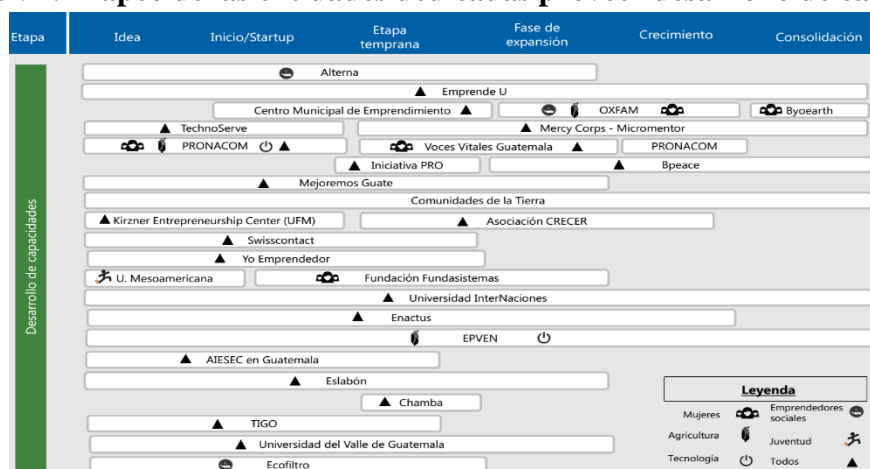 Etapa Idea Inicio/Startup Etapa temprana Fase de expansión Crecimiento Consolidación
Desarrollo de capacidades
Alterna
Emprende U
Centro Municipal de Emprendimiento OXFAM Byoearth
TechnoServe Mercy Corps - Micromentor
PRONACOM Voces Vitales Guatemala PRONACOM
Iniciativa PRO Bpeace
Mejoremos Guate
Comunidades de la Tierra
Kirzner Entrepreneurship Center (UFM) Asociación CRECER
Swisscontact
Yo Emprendedor
U. Mesoamericana Fundación Fundasistemas
Universidad InterNaciones
Enactus
EPVEN
AIESEC en Guatemala
Eslabón
Chamba
TIGO
Universidad del Valle de Guatemala
Ecofiltro
Leyenda
Mujeres Emprendedores sociales
Agricultura Juventud
Tecnología Todos